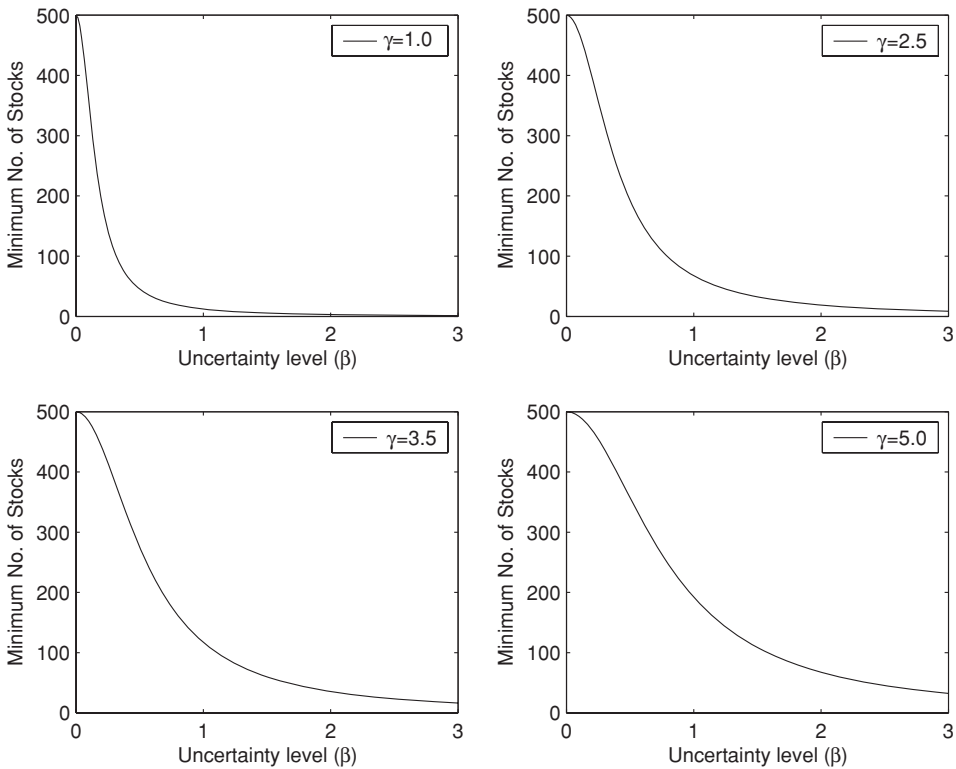 γ=1.0
Minimum No. of Stocks
500
400
300
200
100
0
0 1 2 3
Uncertainty level (β)
γ=2.5
Minimum No. of Stocks
500
400
300
200
100
0
0 1 2 3
Uncertainty level (β)
γ=3.5
Minimum No. of Stocks
500
400
300
200
100
0
0 1 2 3
Uncertainty level (β)
γ=5.0
Minimum No. of Stocks
500
400
300
200
100
0
0 1 2 3
Uncertainty level (β)